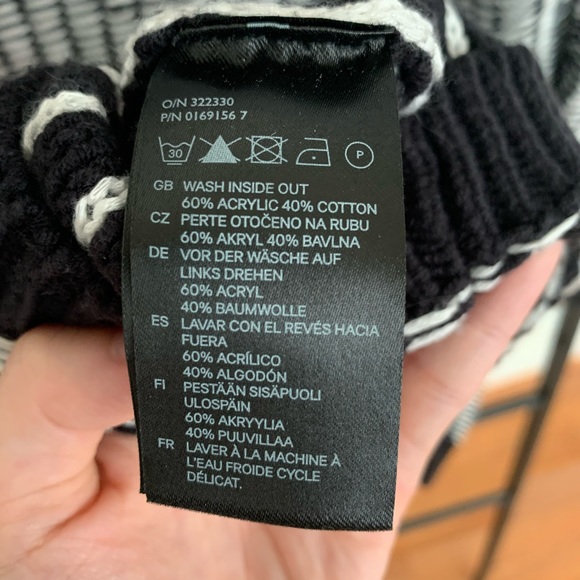 O/N 322330
P/N 0169156 7
30 P
GB WASH INSIDE OUT
60% ACRYLIC 40% COTTON
CZ PERTE OTOČENO NA RUBU
60% AKRYL 40% BAVLNA
DE VOR DER WÄSCHE AUF
LINKS DREHEN
60% ACRYL
40% BAUMWOLLE
ES LAVAR CON EL REVÉS HACIA
FUERA
60% ACRÍLICO
40% ALGODÓN
FI PESTÄÄN SISÄPUOLI
ULOSPÄIN
60% AKRYYLIA
40% PUUVILLAA
FR LAVER À LA MACHINE À
L'EAU FROIDE CYCLE
DÉLICAT.